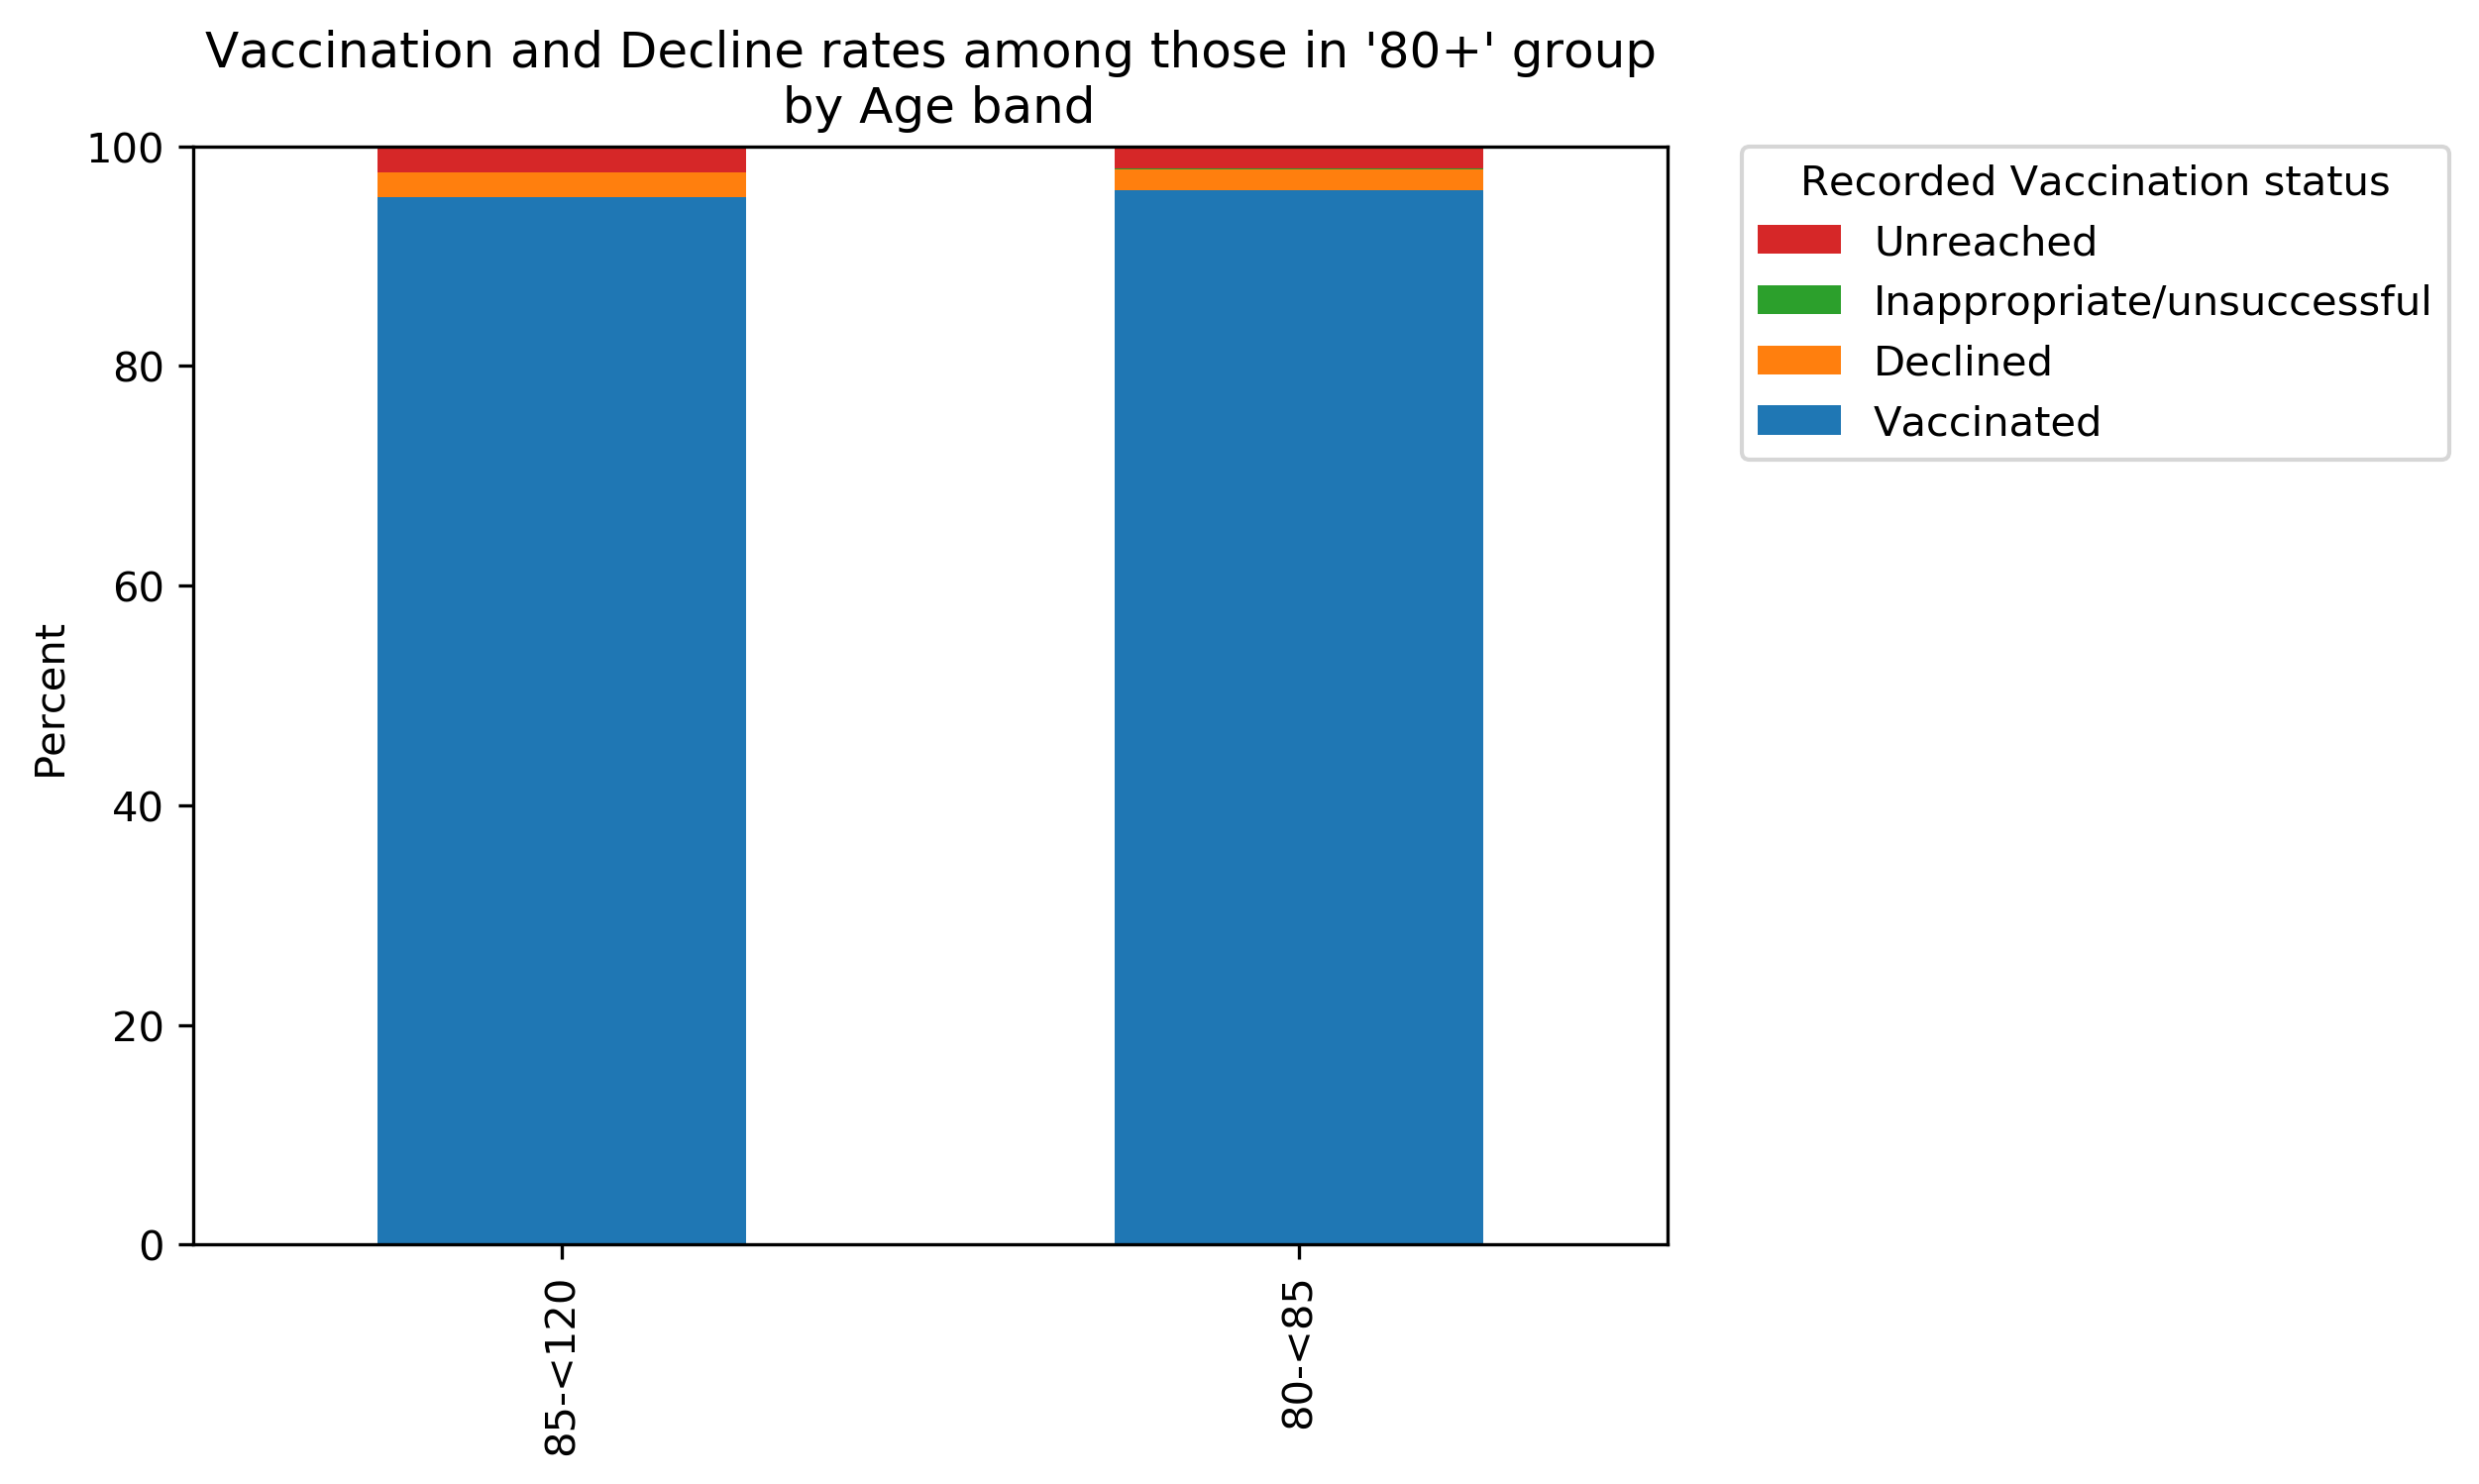 Vaccination and Decline rates among those in '80+' group
by Age band
100
80
60
40
20
0
Percent
85-<120
80-<85
Recorded Vaccination status
Unreached
Inappropriate/unsuccessful
Declined
Vaccinated